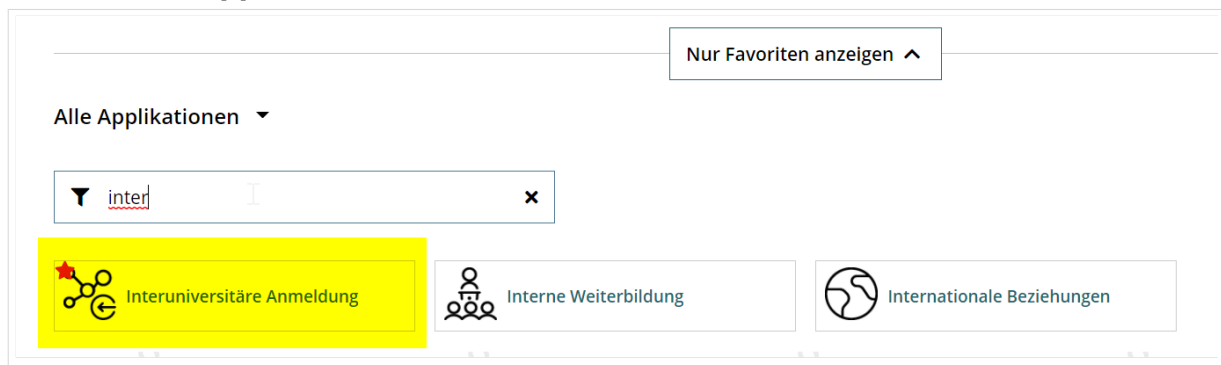 Nur Favoriten anzeigen
Alle Applikationen
inter
Interuniversitäre Anmeldung
Interne Weiterbildung
Internationale Beziehungen